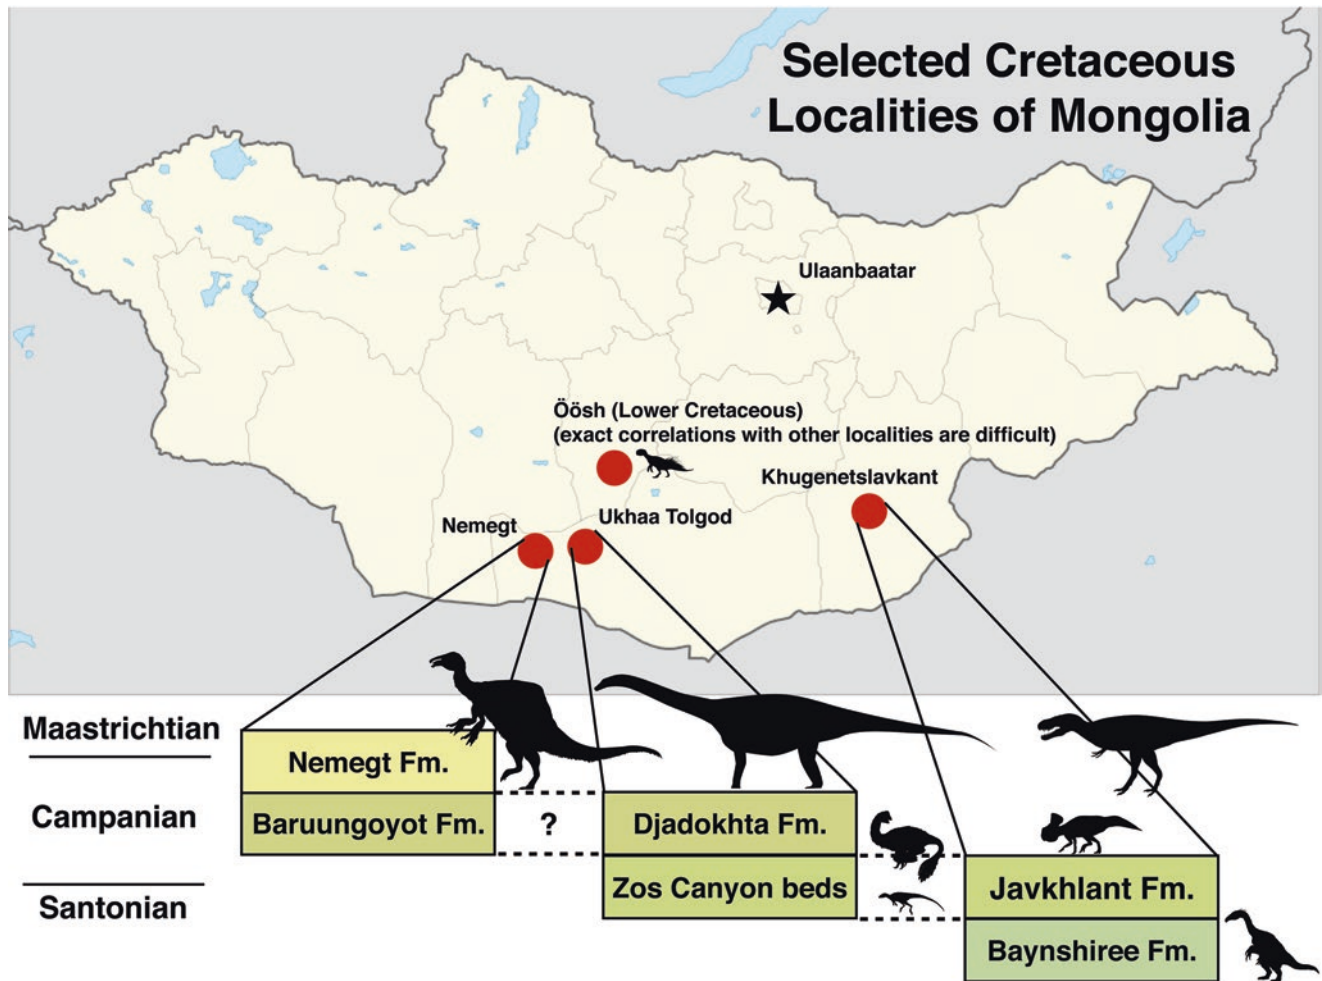 Selected Cretaceous
Localities of Mongolia
Ulaanbaatar
Öösh (Lower Cretaceous)
(exact correlations with other localities are difficult)
Khugenetslavkant
Nemegt
Ukhaa Tolgod
Maastrichtian
Nemegt Fm.
Campanian
Baruungoyot Fm.
?
Djadokhta Fm.
Zos Canyon beds
Javkhlant Fm.
Santonian
Baynshiree Fm.